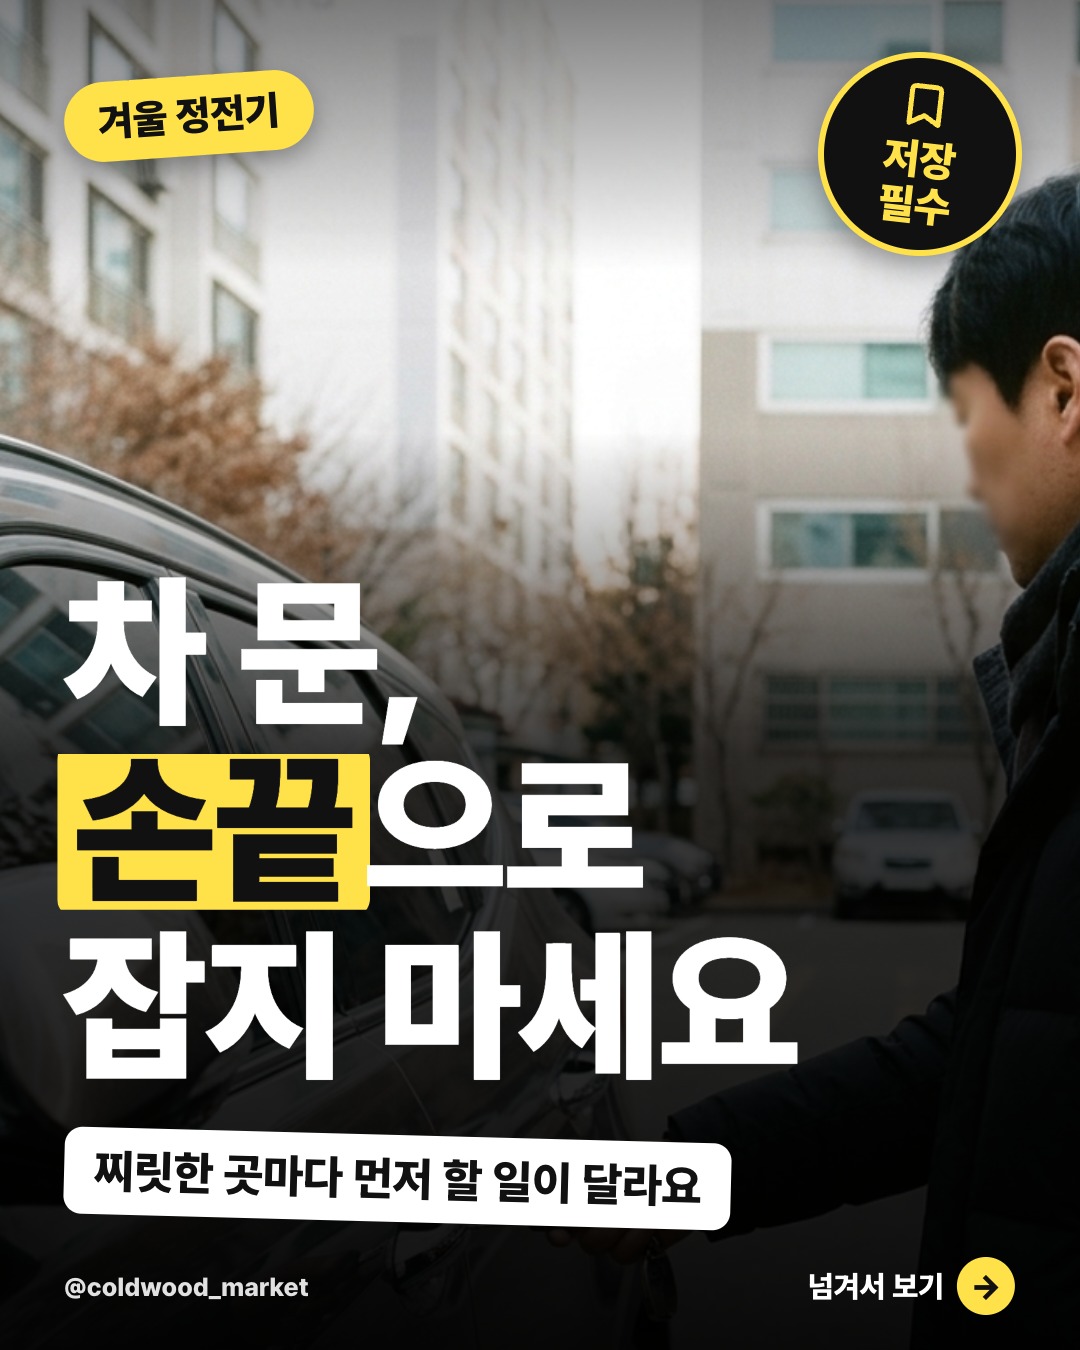 겨울 정전기
저장
필수
차 문,
손끝으로
잡지 마세요
찌릿한 곳마다 먼저 할 일이 달라요
@coldwood_market
넘겨서 보기